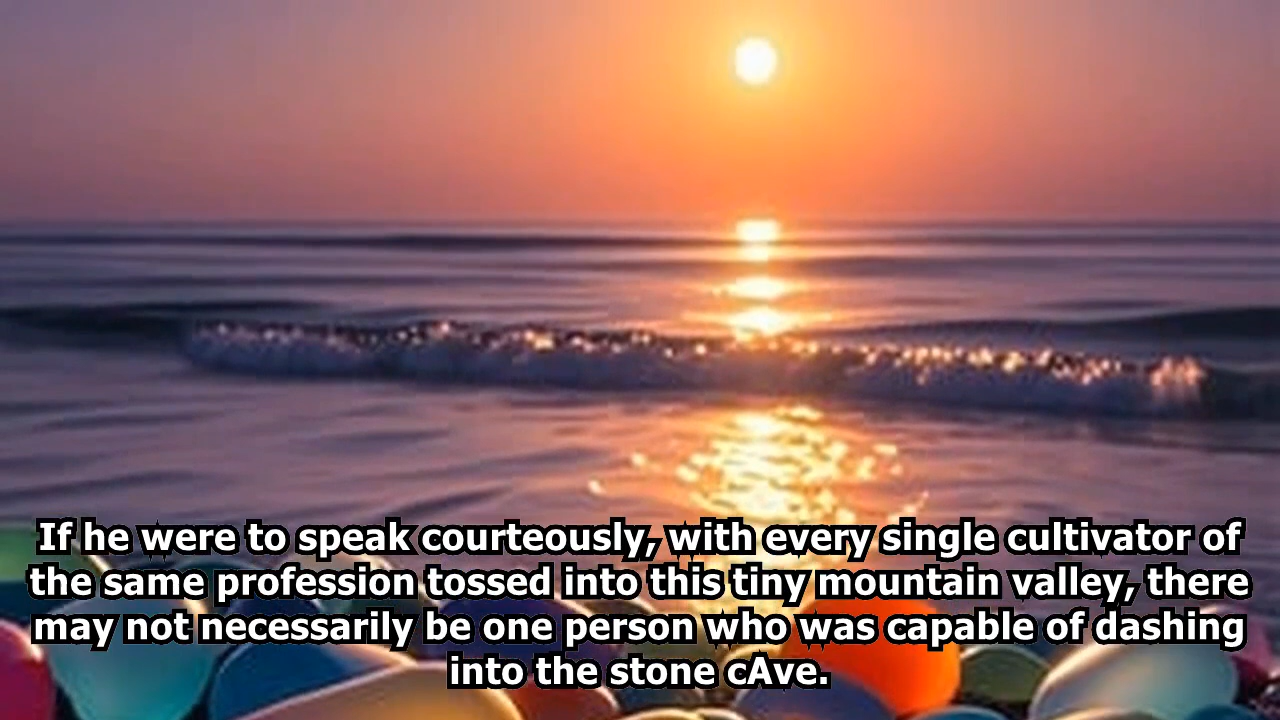 If he were to speak courteously, with every single cultivator of
the same profession tossed into this tiny mountain valley, there
may not necessarily be one person who was capable of dashing
into the stone cAve.